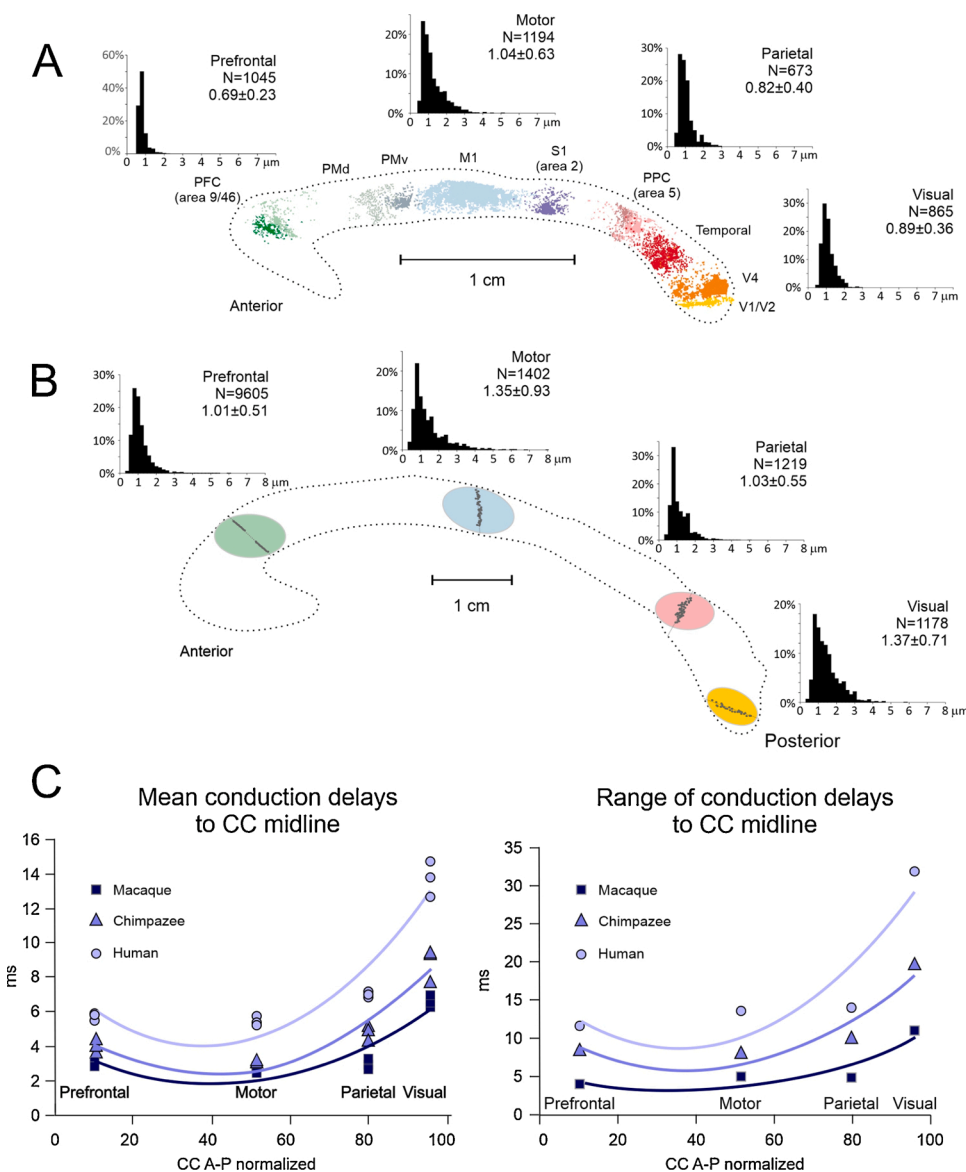 A
Prefrontal
N=1045
0.69±0.23
60%
40%
20%
0%
1 2 3 4 5 6 7 µm
Motor
N=1194
1.04±0.63
20%
10%
0%
1 2 3 4 5 6 7 µm
Parietal
N=673
0.82±0.40
30%
20%
10%
0%
1 2 3 4 5 6 7 µm
Visual
N=865
0.89±0.36
30%
20%
10%
0%
1 2 3 4 5 6 7 µm
PFC
(area 9/46)
PMd
PMv
M1
S1
(area 2)
PPC
(area 5)
Temporal
V4
V1/V2
1 cm
Anterior
B
Prefrontal
N=9605
1.01±0.51
30%
20%
10%
0%
0 1 2 3 4 5 6 7 8 µm
Motor
N=1402
1.35±0.93
20%
10%
0%
0 1 2 3 4 5 6 7 8 µm
Parietal
N=1219
1.03±0.55
30%
20%
10%
0%
0 1 2 3 4 5 6 7 8 µm
Visual
N=1178
1.37±0.71
20%
10%
0%
0 1 2 3 4 5 6 7 8 µm
1 cm
Anterior
Posterior
C
Mean conduction delays
to CC midline
16
14
12
10
8
6
4
2
0
ms
Macaque
Chimpazee
Human
Prefrontal Motor Parietal Visual
0 20 40 60 80 100
CC A-P normalized
Range of conduction delays
to CC midline
35
30
25
20
15
10
5
0
ms
Macaque
Chimpazee
Human
Prefrontal Motor Parietal Visual
0 20 40 60 80 100
CC A-P normalized